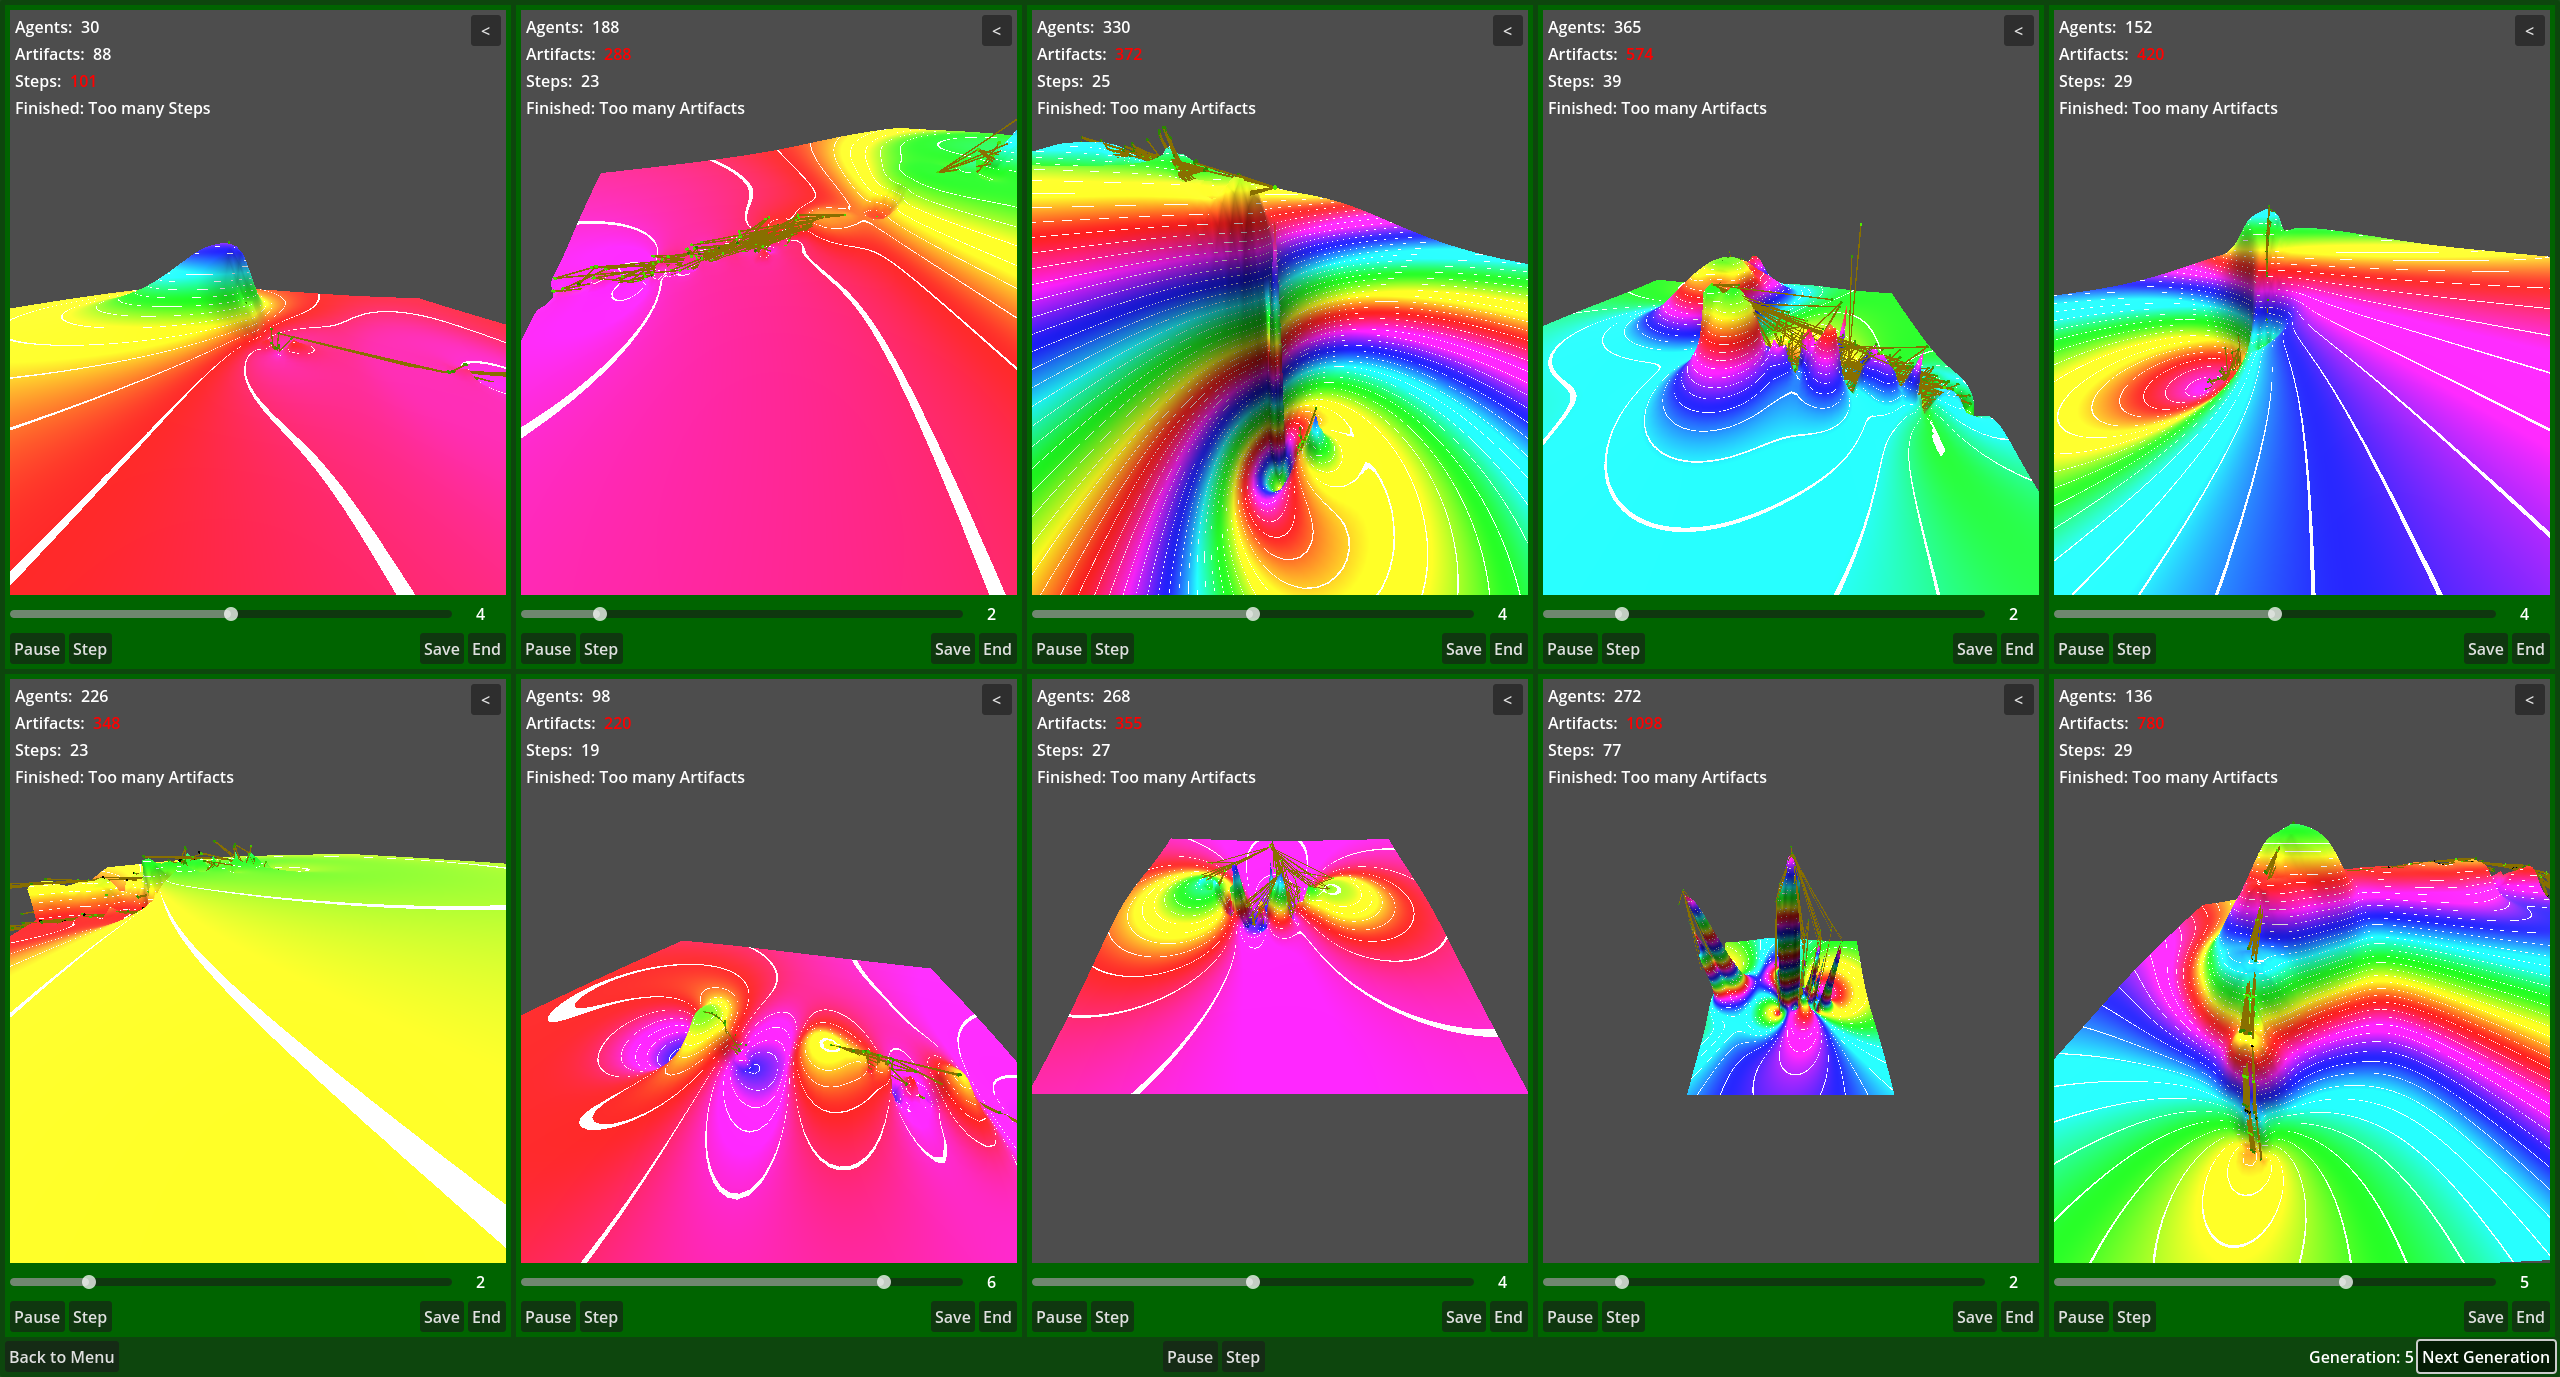 Agents: 30
<
Artifacts: 88
Steps: 101
Finished: Too many Steps
4
Pause Step Save End
Agents: 188
<
Artifacts: 288
Steps: 23
Finished: Too many Artifacts
2
Pause Step Save End
Agents: 330
<
Artifacts: 372
Steps: 25
Finished: Too many Artifacts
4
Pause Step Save End
Agents: 365
<
Artifacts: 574
Steps: 39
Finished: Too many Artifacts
2
Pause Step Save End
Agents: 152
<
Artifacts: 420
Steps: 29
Finished: Too many Artifacts
4
Pause Step Save End
Agents: 226
<
Artifacts: 348
Steps: 23
Finished: Too many Artifacts
2
Pause Step Save End
Agents: 98
<
Artifacts: 220
Steps: 19
Finished: Too many Artifacts
6
Pause Step Save End
Agents: 268
<
Artifacts: 355
Steps: 27
Finished: Too many Artifacts
4
Pause Step Save End
Agents: 272
<
Artifacts: 1098
Steps: 77
Finished: Too many Artifacts
2
Pause Step Save End
Agents: 136
<
Artifacts: 780
Steps: 29
Finished: Too many Artifacts
5
Pause Step Save End
Back to Menu Pause Step Generation: 5 Next Generation